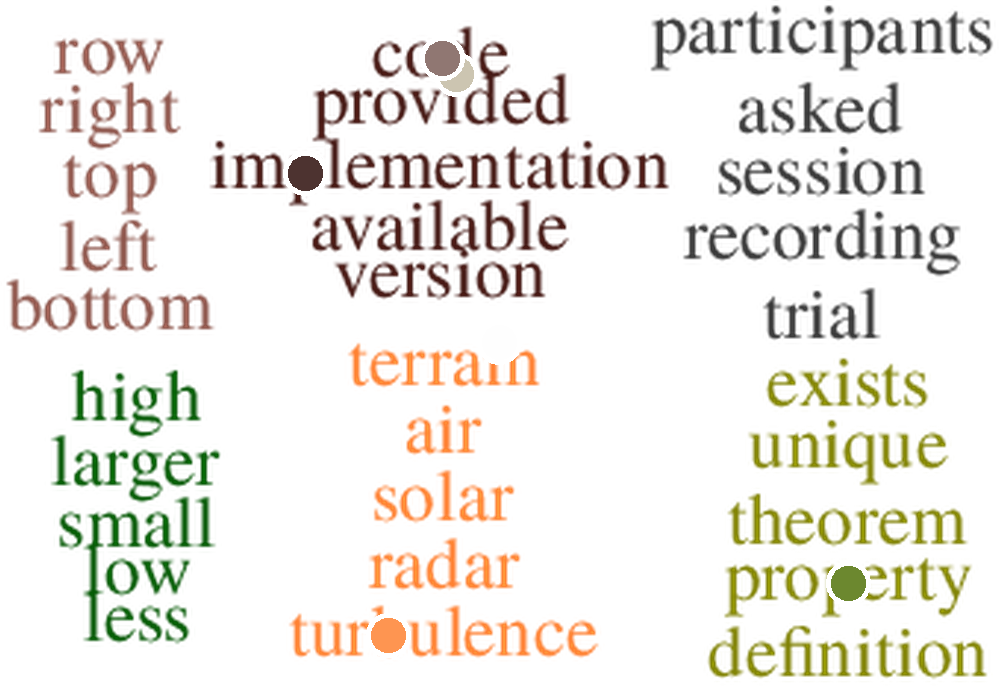 row
right
top
left
bottom
code
provided
implementation
available
version
participants
asked
session
recording
trial
high
larger
small
low
less
terrain
air
solar
radar
turbulence
exists
unique
theorem
property
definition